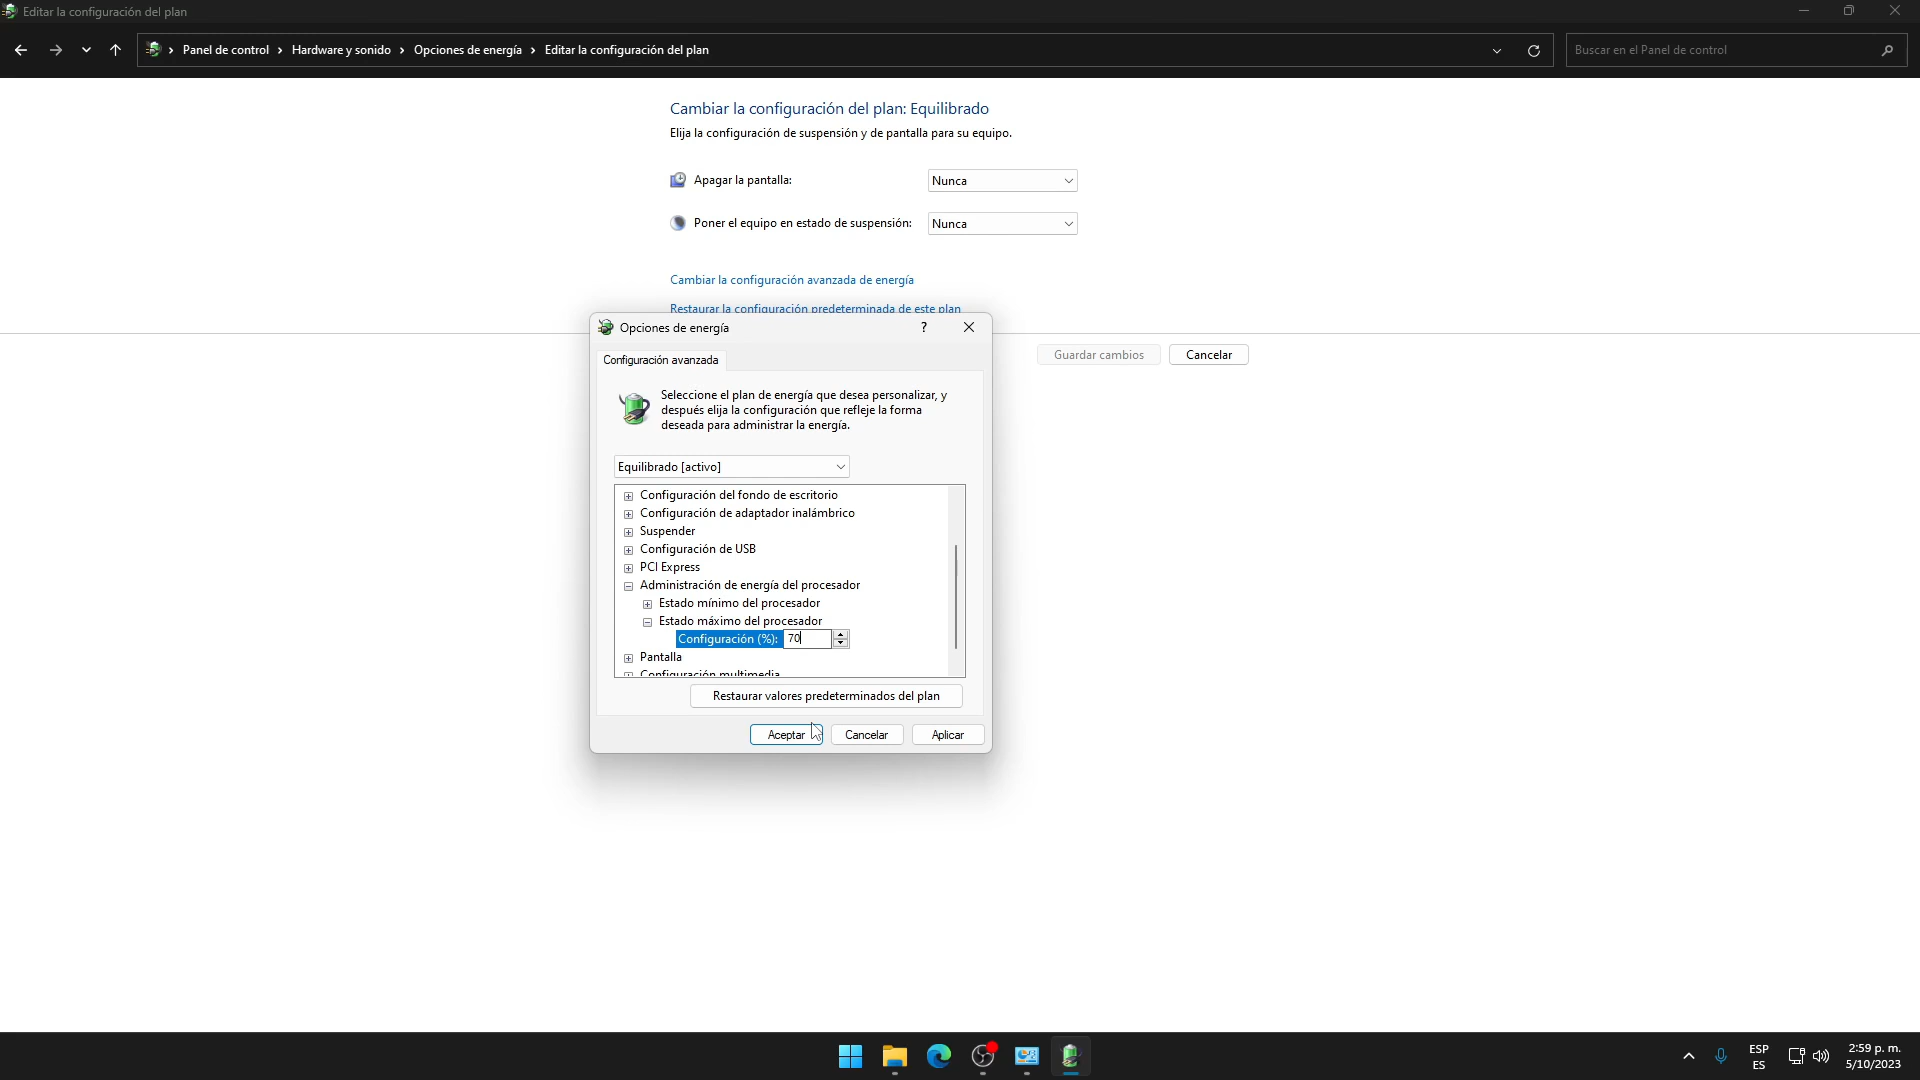 Editar la configuración del plan
Panel de control › Hardware y sonido › Opciones de energía › Editar la configuración del plan
Buscar en el Panel de control
Cambiar la configuración del plan: Equilibrado
Elija la configuración de suspensión y de pantalla para su equipo.
Apagar la pantalla: Nunca
Poner el equipo en estado de suspensión: Nunca
Cambiar la configuración avanzada de energía
Restaurar la configuración predeterminada de este plan
Guardar cambios Cancelar
Opciones de energía ?
Configuración avanzada
Seleccione el plan de energía que desea personalizar, y
después elija la configuración que refleje la forma
deseada para administrar la energía.
Equilibrado [activo]
Configuración del fondo de escritorio
Configuración de adaptador inalámbrico
Suspender
Configuración de USB
PCI Express
Administración de energía del procesador
Estado mínimo del procesador
Estado máximo del procesador
Configuración (%): 70
Pantalla
Configuración multimedia
Restaurar valores predeterminados del plan
Aceptar Cancelar Aplicar
ESP
ES
2:59 p. m.
5/10/2023